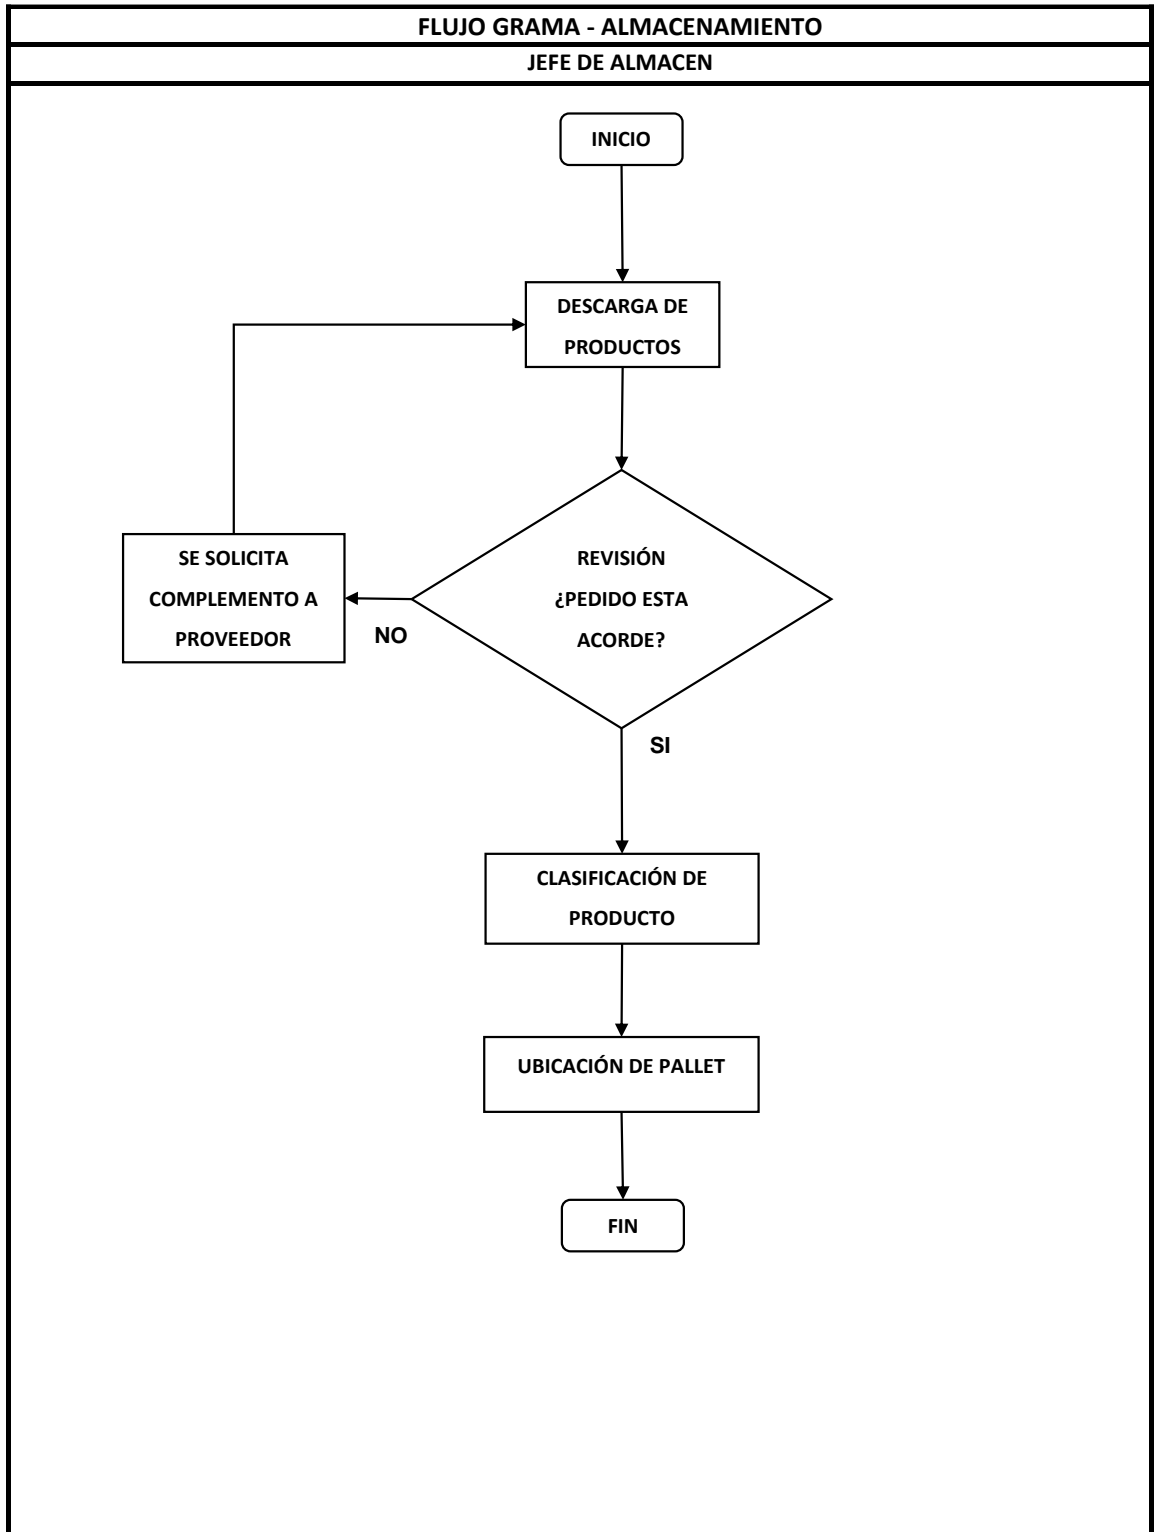 FLUJO GRAMA - ALMACENAMIENTO
JEFE DE ALMACEN
INICIO
DESCARGA DE
PRODUCTOS
SE SOLICITA
COMPLEMENTO A
PROVEEDOR
NO
REVISIÓN
¿PEDIDO ESTA
ACORDE?
SI
CLASIFICACIÓN DE
PRODUCTO
UBICACIÓN DE PALLET
FIN